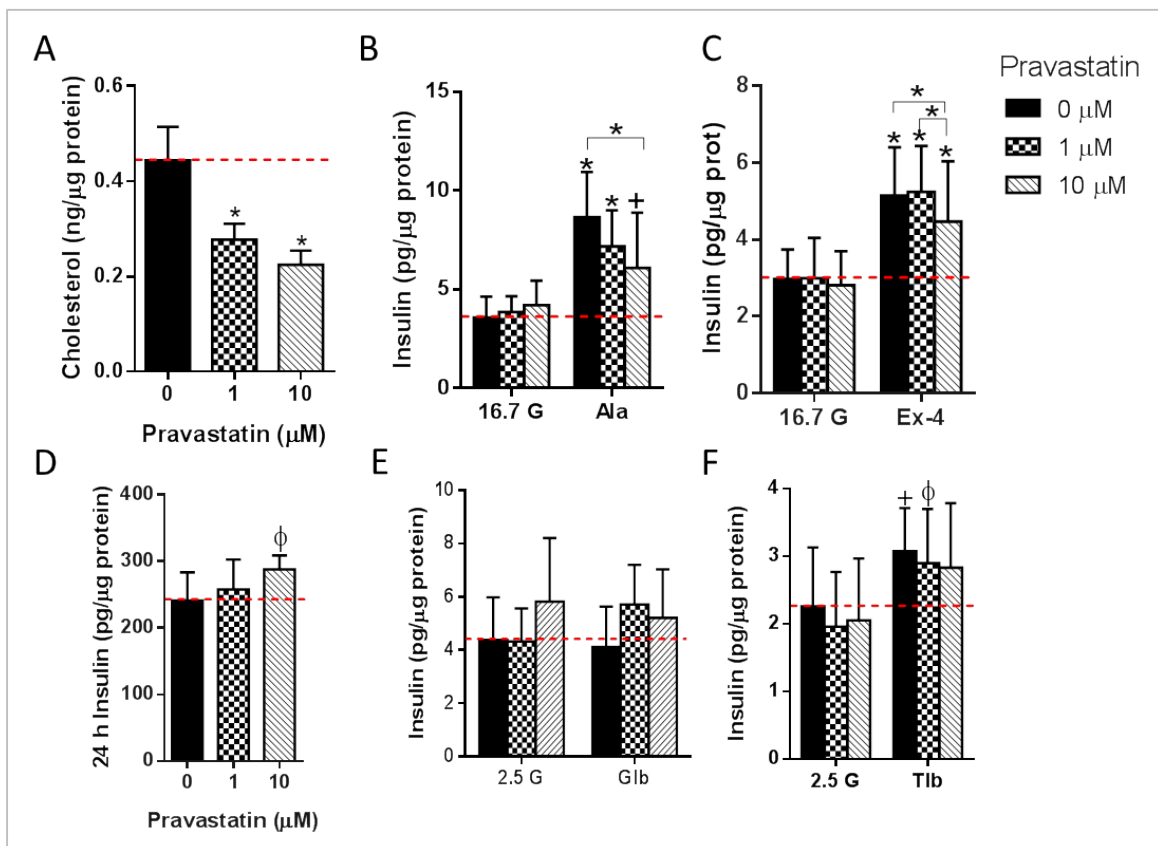 A
Cholesterol (ng/μg protein)
0.6
0.4
0.2
0.0
*
*
0
1
10
Pravastatin (μM)
B
Insulin (pg/μg protein)
15
10
5
0
*
*
*
+
16.7 G
Ala
C
Insulin (pg/μg prot)
8
6
4
2
0
*
*
*
*
*
16.7 G
Ex-4
Pravastatin
0 μM
1 μM
10 μM
D
24 h Insulin (pg/μg protein)
400
300
200
100
0
ϕ
0
1
10
Pravastatin (μM)
E
Insulin (pg/μg protein)
10
8
6
4
2
0
2.5 G
Glb
F
Insulin (pg/μg protein)
4
3
2
1
0
+
ϕ
2.5 G
Tlb